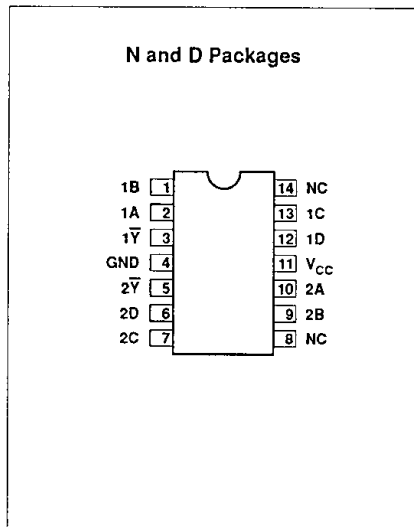 N and D Packages
1B 1 14 NC
1A 2 13 1C
1Y̅ 3 12 1D
GND 4 11 VCC
2Y̅ 5 10 2A
2D 6 9 2B
2C 7 8 NC